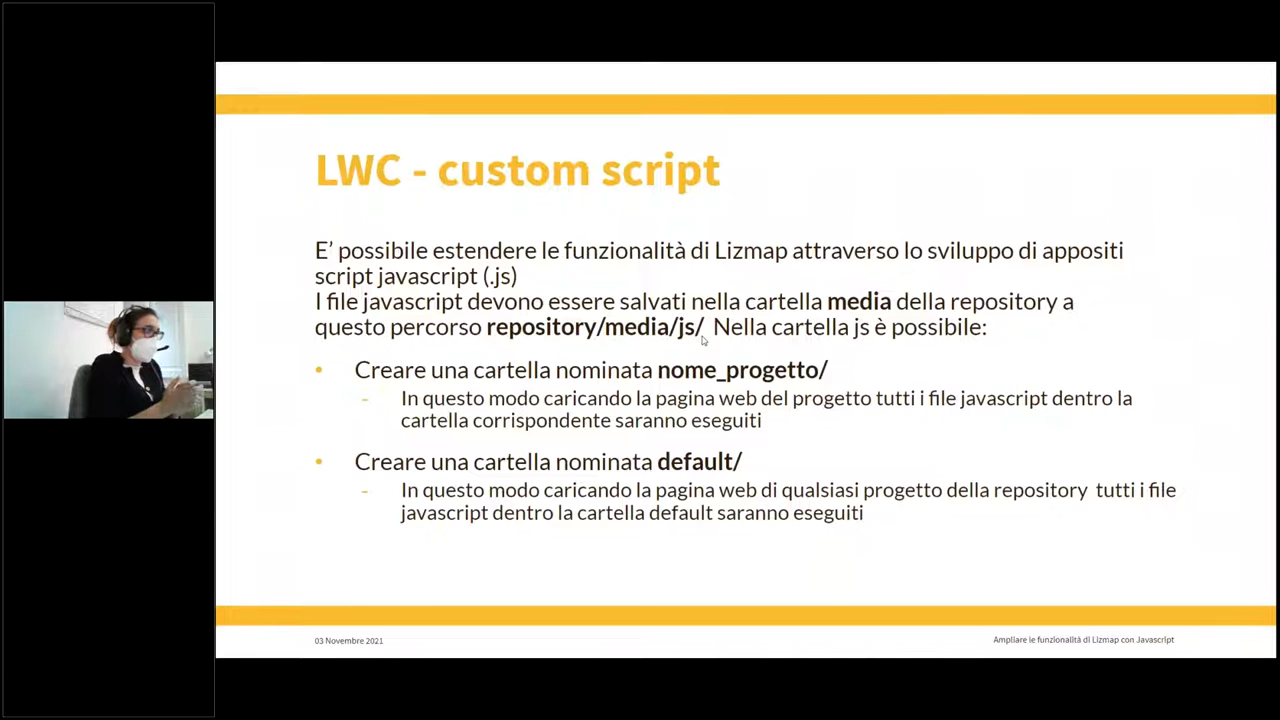 LWC - custom script
E' possibile estendere le funzionalità di Lizmap attraverso lo sviluppo di appositi
script javascript (.js)
I file javascript devono essere salvati nella cartella media della repository a
questo percorso repository/media/js/ Nella cartella js è possibile:
• Creare una cartella nominata nome_progetto/
- In questo modo caricando la pagina web del progetto tutti i file javascript dentro la
cartella corrispondente saranno eseguiti
• Creare una cartella nominata default/
- In questo modo caricando la pagina web di qualsiasi progetto della repository tutti i file
javascript dentro la cartella default saranno eseguiti
03 Novembre 2021
Ampliare le funzionalità di Lizmap con Javascript